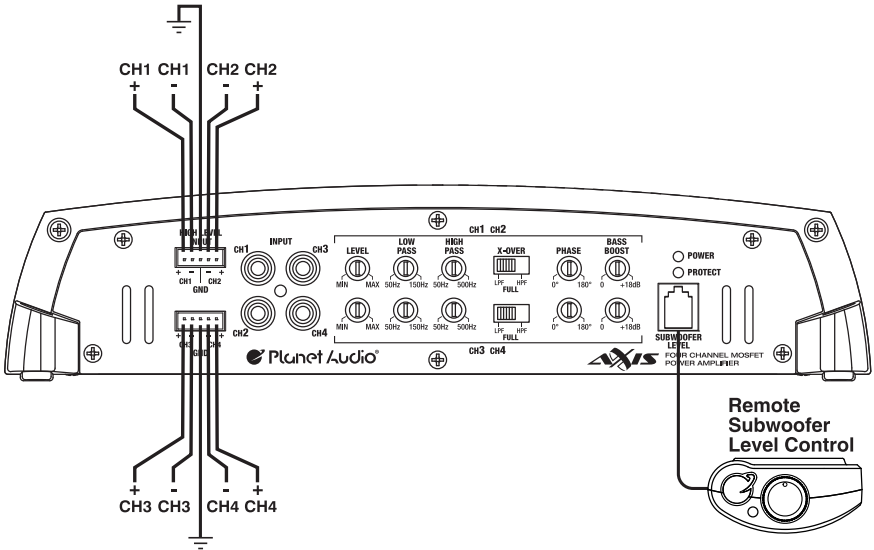 CH1 CH1 CH2 CH2
+ - - +
HIGH LEVEL
INPUT
+ - - +
CH1 CH2
GND
CH1 INPUT CH3
CH2 CH4
+ - - +
CH3 CH4
GND
CH1 CH2
LEVEL
LOW
PASS
HIGH
PASS
X-OVER
PHASE
BASS
BOOST
MIN MAX 50Hz 150Hz 50Hz 500Hz LPF HPF 0° 180° 0 +18dB
FULL
MIN MAX 50Hz 150Hz 50Hz 500Hz LPF HPF 0° 180° 0 +18dB
FULL
CH3 CH4
POWER
PROTECT
SUBWOOFER
LEVEL
Planet Audio®
AXIS
FOUR CHANNEL MOSFET
POWER AMPLIFIER
Remote
Subwoofer
Level Control
+ - - +
CH3 CH3 CH4 CH4